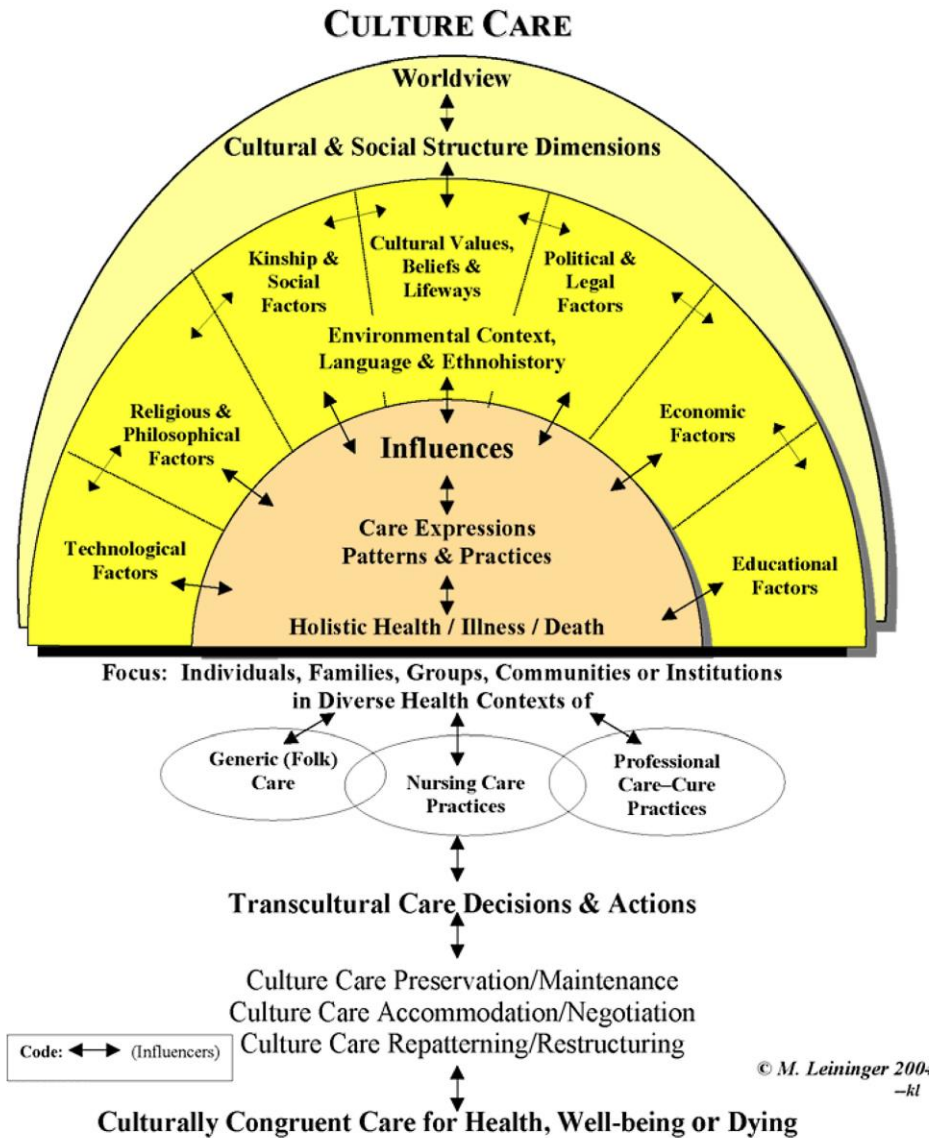 CULTURE CARE
Worldview
Cultural & Social Structure Dimensions
Kinship &
Social
Factors
Cultural Values,
Beliefs &
Lifeways
Political &
Legal
Factors
Environmental Context,
Language & Ethnohistory
Religious &
Philosophical
Factors
Economic
Factors
Technological
Factors
Educational
Factors
Influences
Care Expressions
Patterns & Practices
Holistic Health / Illness / Death
Focus: Individuals, Families, Groups, Communities or Institutions
in Diverse Health Contexts of
Generic (Folk)
Care
Nursing Care
Practices
Professional
Care–Cure
Practices
Transcultural Care Decisions & Actions
Culture Care Preservation/Maintenance
Culture Care Accommodation/Negotiation
Culture Care Repatterning/Restructuring
Code: (Influencers)
© M. Leininger 2004
--kl
Culturally Congruent Care for Health, Well-being or Dying